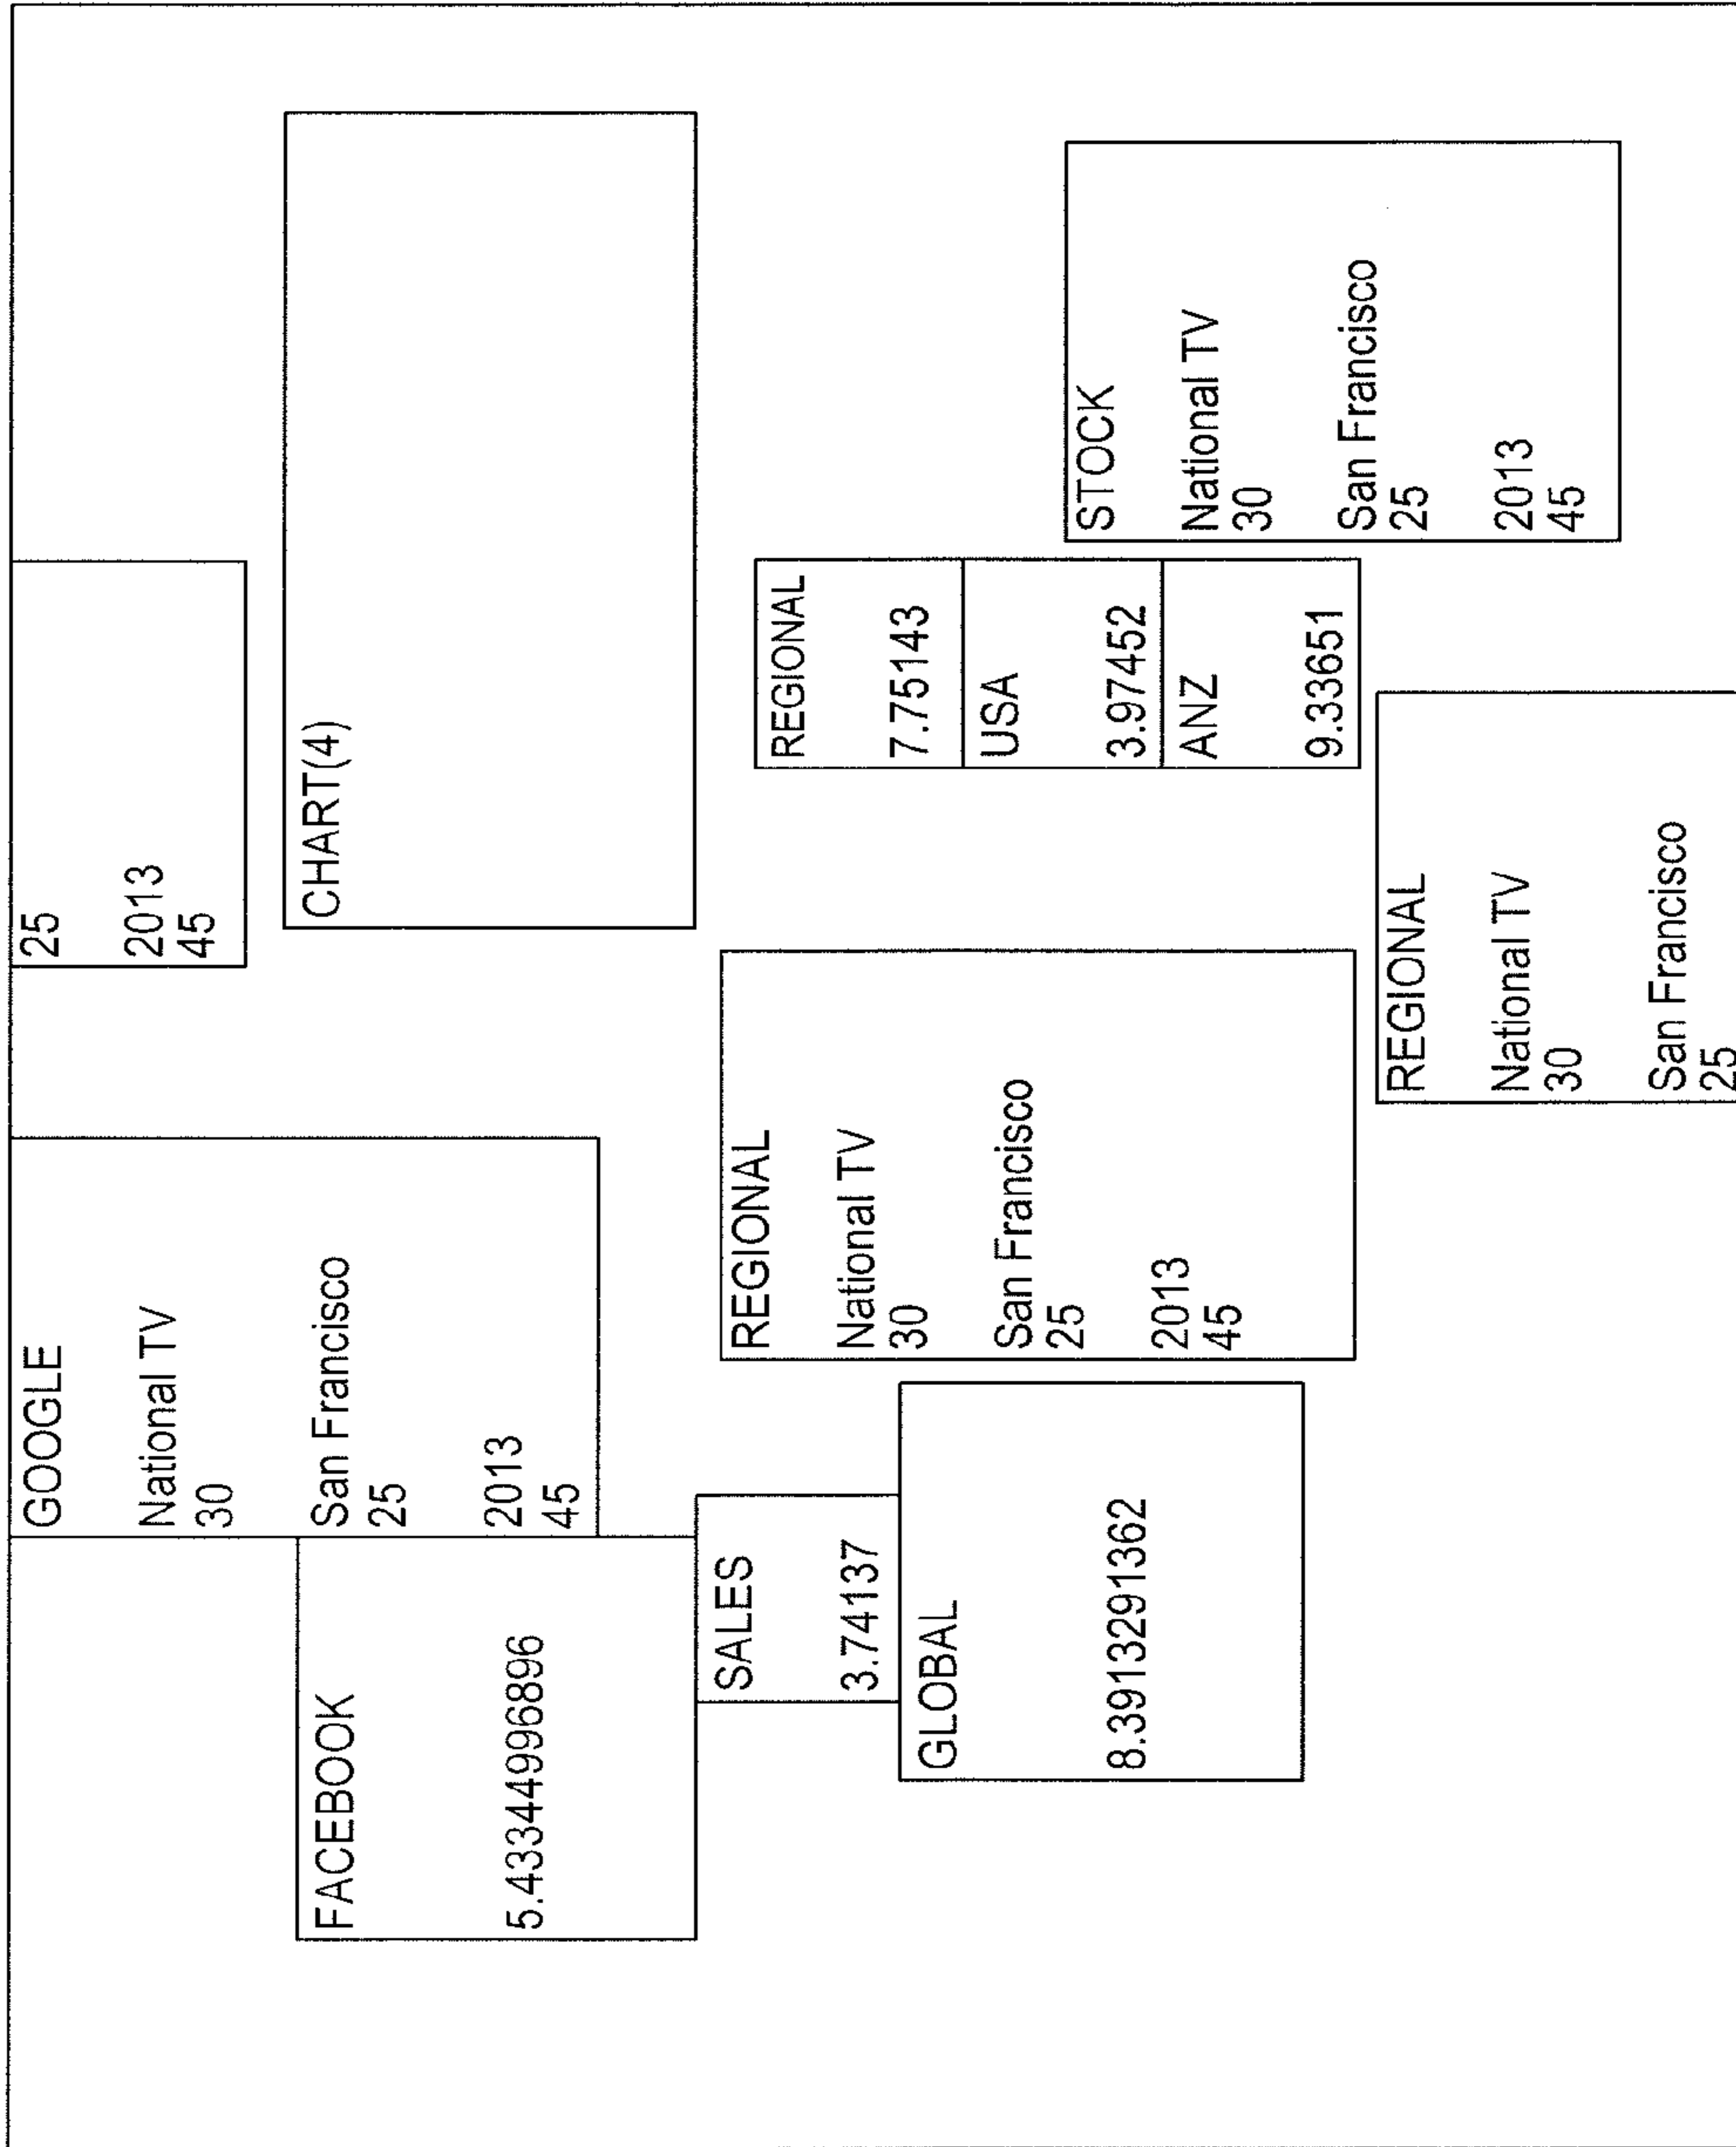 FACEBOOK
5.43344996896
GOOGLE
National TV
30
San Francisco
25
2013
45
25
2013
45
CHART(4)
SALES
3.74137
GLOBAL
8.3913291362
REGIONAL
National TV
30
San Francisco
25
2013
45
REGIONAL
7.75143
USA
3.97452
ANZ
9.33651
STOCK
National TV
30
San Francisco
25
2013
45
REGIONAL
National TV
30
San Francisco
25